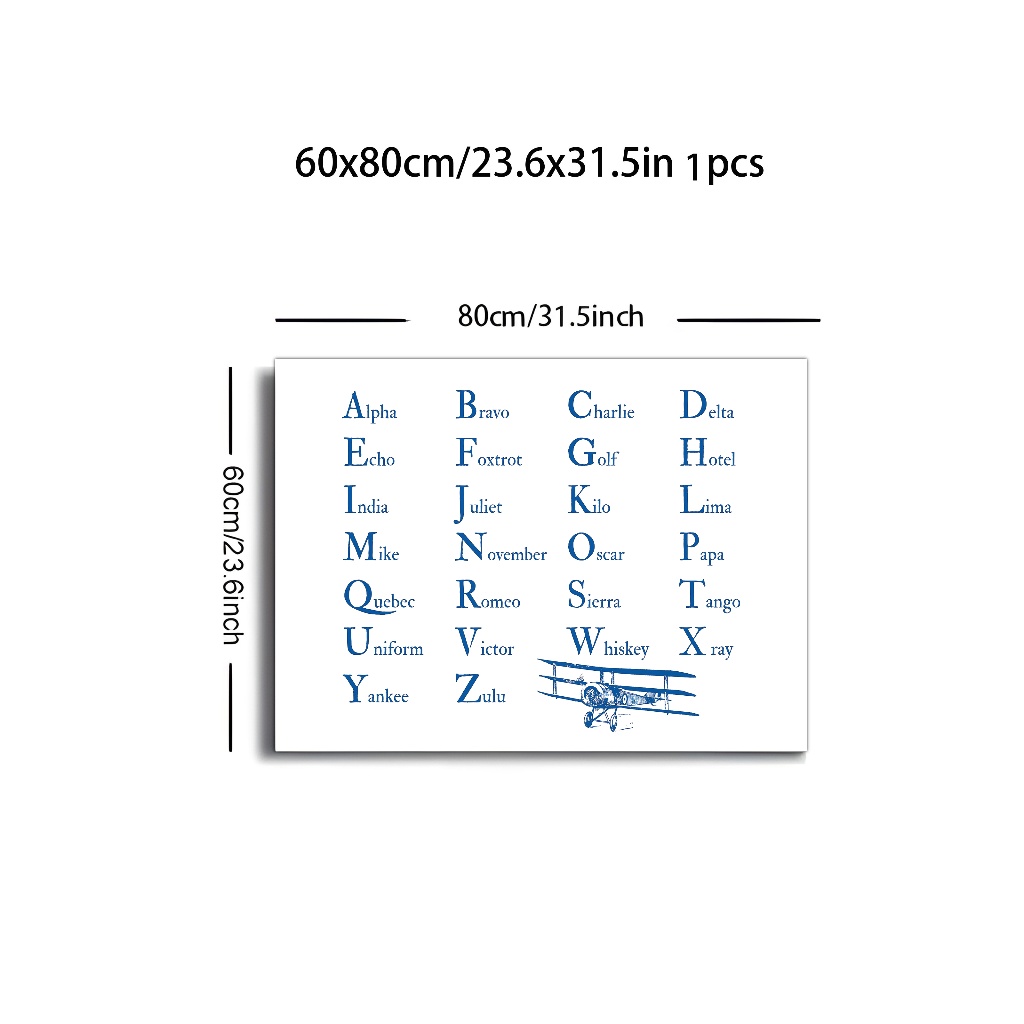 60x80cm/23.6x31.5in 1pcs
80cm/31.5inch
60cm/23.6inch
Alpha Bravo Charlie Delta
Echo Foxtrot Golf Hotel
India Juliet Kilo Lima
Mike November Oscar Papa
Quebec Romeo Sierra Tango
Uniform Victor Whiskey X ray
Yankee Zulu